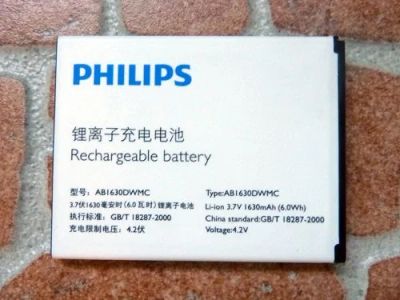 PHILIPS
锂离子充电电池
Rechargeable battery
型号: AB1630DWMC Type:AB1630DWMC
3.7伏1630毫安时(6.0瓦时)锂离子电池 Li-ion 3.7V 1630mAh (6.0Wh)
执行标准: GB/T 18287-2000 China standard:GB/T 18287-2000
充电限制电压: 4.2伏 Voltage:4.2V